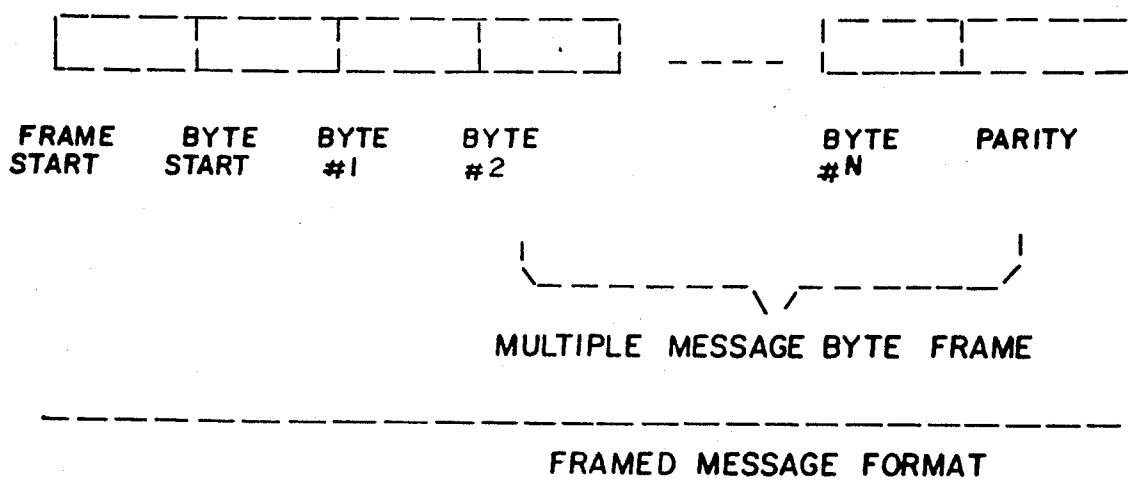 FRAME BYTE BYTE BYTE BYTE PARITY
START START #1 #2 #N
MULTIPLE MESSAGE BYTE FRAME
FRAMED MESSAGE FORMAT